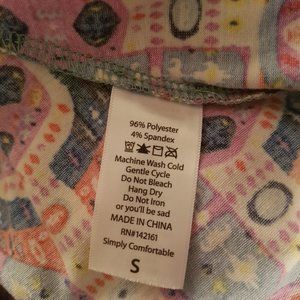 96% Polyester
4% Spandex
Machine Wash Cold
Gentle Cycle
Do Not Bleach
Hang Dry
Do Not Iron
or you'll be sad
MADE IN CHINA
RN#142161
Simply Comfortable
S